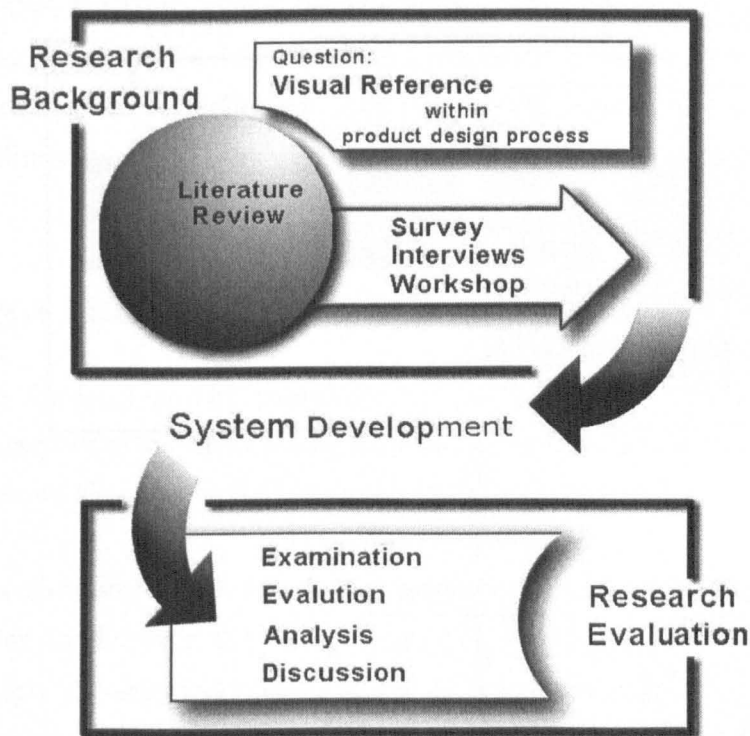 Research
Background
Question:
Visual Reference
within
product design process
Literature
Review
Survey
Interviews
Workshop
System Development
Examination
Evalution
Analysis
Discussion
Research
Evaluation